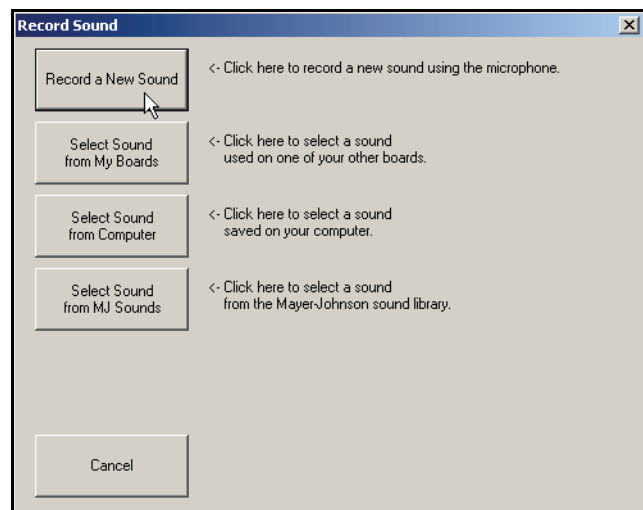 Record Sound
Record a New Sound
<- Click here to record a new sound using the microphone.
Select Sound
from My Boards
<- Click here to select a sound
used on one of your other boards.
Select Sound
from Computer
<- Click here to select a sound
saved on your computer.
Select Sound
from MJ Sounds
<- Click here to select a sound
from the Mayer-Johnson sound library.
Cancel